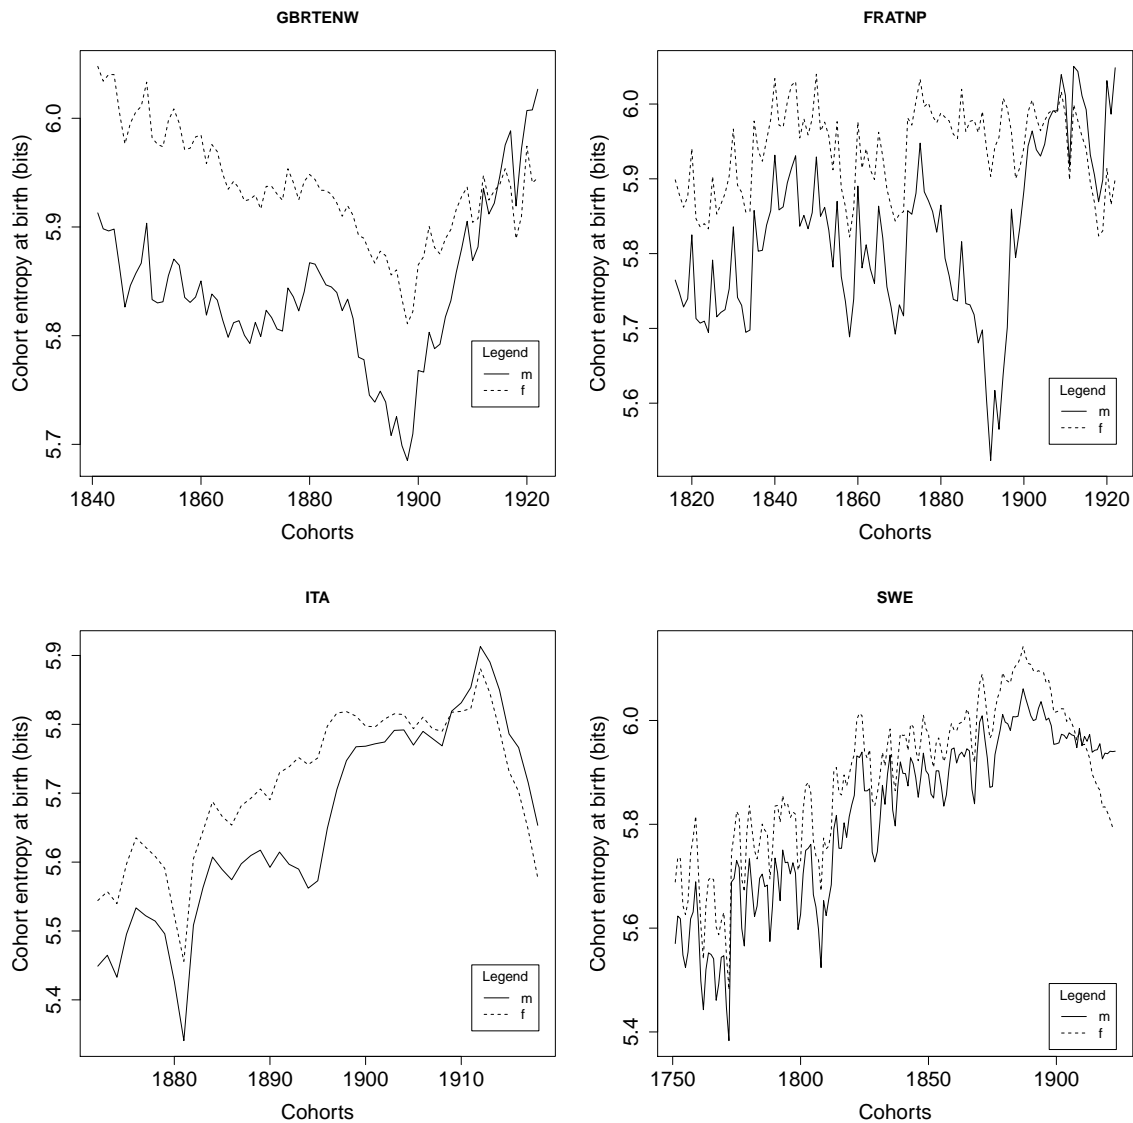 GBRTENW
Cohort entropy at birth (bits)
6.0
5.9
5.8
5.7
Legend
m
f
1840 1860 1880 1900 1920
Cohorts
FRATNP
Cohort entropy at birth (bits)
6.0
5.9
5.8
5.7
5.6
Legend
m
f
1820 1840 1860 1880 1900 1920
Cohorts
ITA
Cohort entropy at birth (bits)
5.9
5.8
5.7
5.6
5.5
5.4
Legend
m
f
1880 1890 1900 1910
Cohorts
SWE
Cohort entropy at birth (bits)
6.0
5.8
5.6
5.4
Legend
m
f
1750 1800 1850 1900
Cohorts